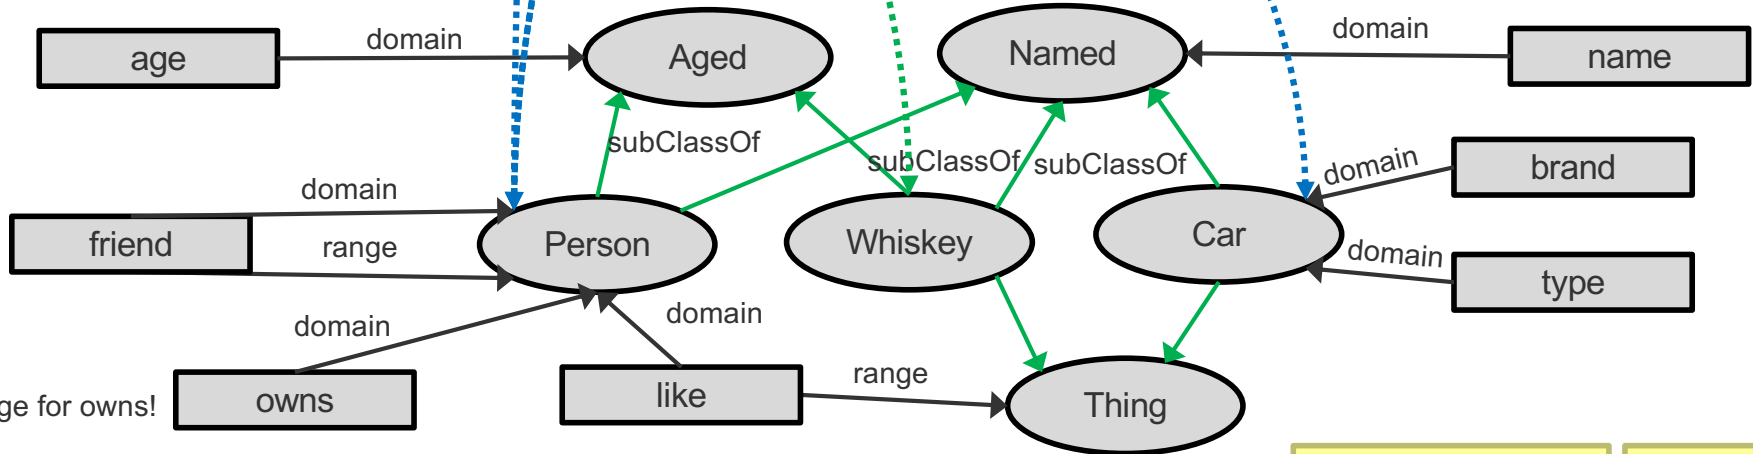 age
domain
Aged
Named
domain
name
subClassOf
subClassOf
subClassOf
domain
brand
domain
friend
range
Person
Whiskey
Car
domain
type
domain
domain
ge for owns!
owns
like
range
Thing